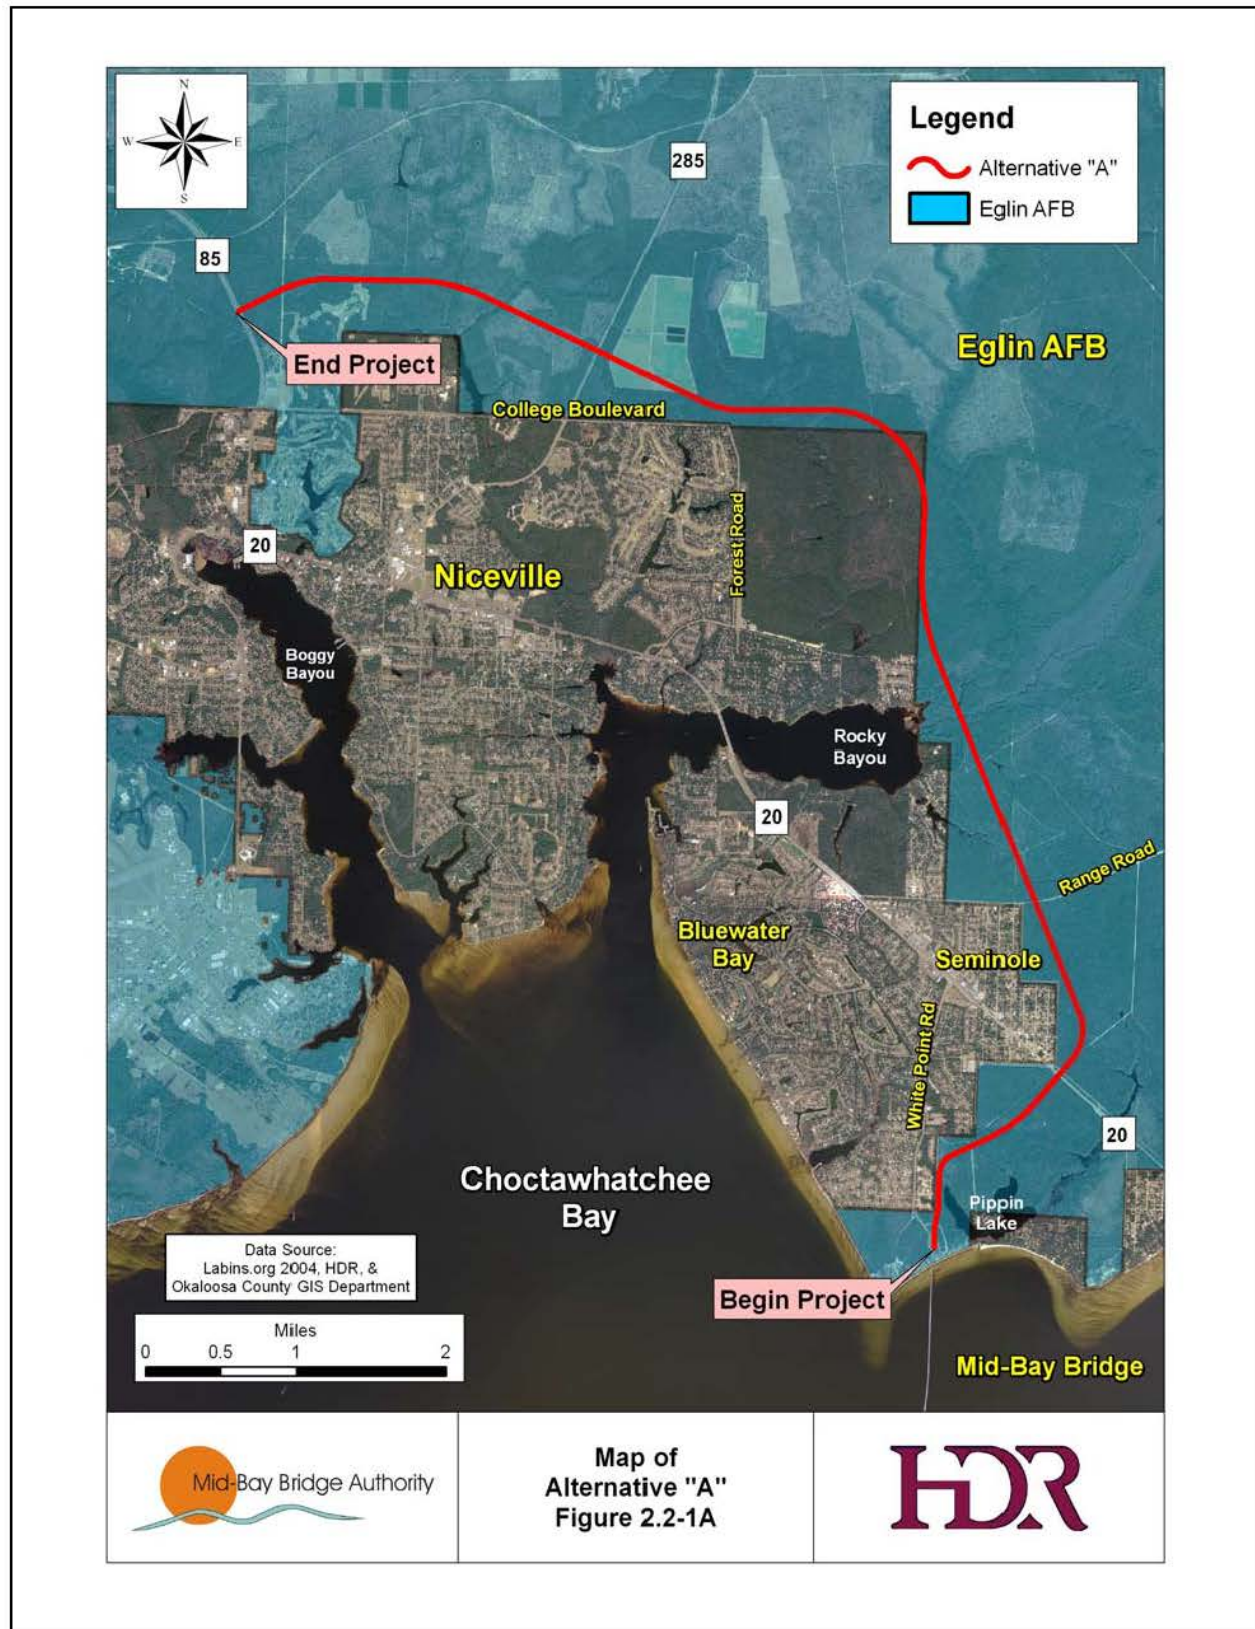 N
W
E
S
Legend
Alternative "A"
Eglin AFB
285
85
End Project
Eglin AFB
College Boulevard
Forest Road
20
Niceville
Boggy
Bayou
Rocky
Bayou
20
Range Road
Bluewater
Bay
Seminole
White Point Rd
20
Choctawhatchee
Bay
Pippin
Lake
Data Source:
Labins.org 2004, HDR, &
Okaloosa County GIS Department
Begin Project
Miles
0 0.5 1 2
Mid-Bay Bridge
Mid-Bay Bridge Authority
Map of
Alternative "A"
Figure 2.2-1A
HDR